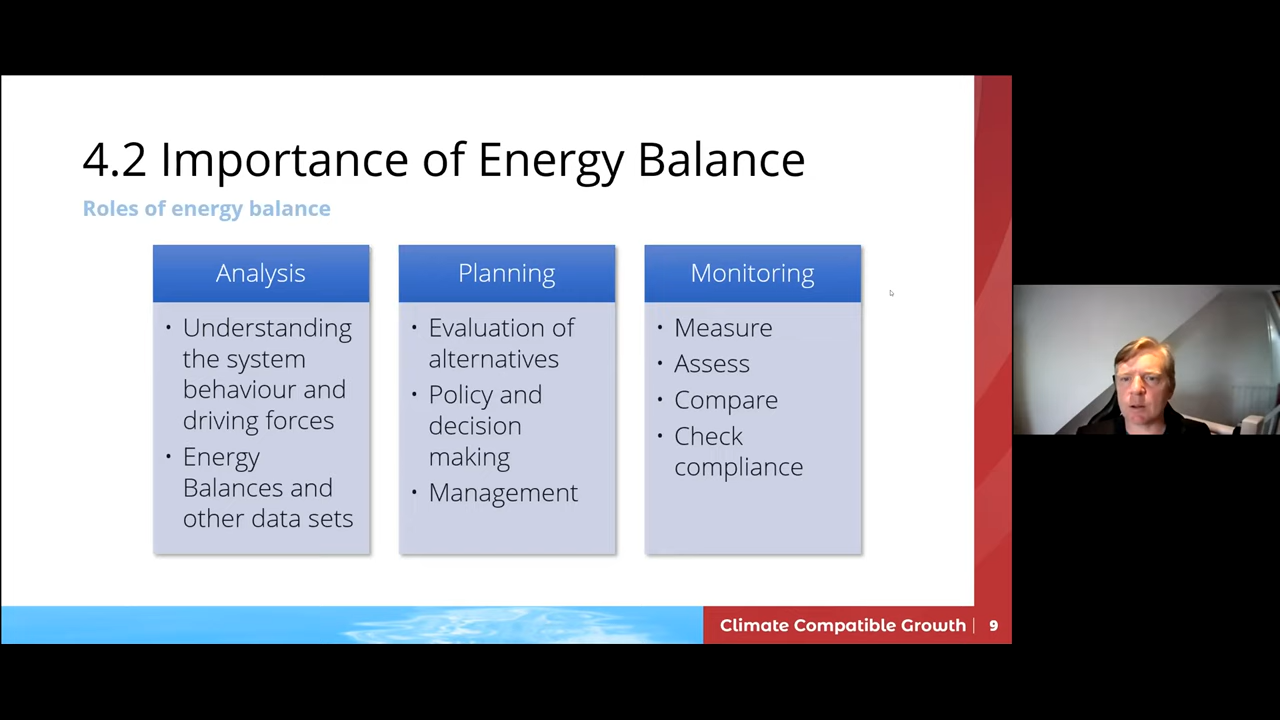 4.2 Importance of Energy Balance
Roles of energy balance
Analysis
• Understanding
the system
behaviour and
driving forces
• Energy
Balances and
other data sets
Planning
• Evaluation of
alternatives
• Policy and
decision
making
• Management
Monitoring
• Measure
• Assess
• Compare
• Check
compliance
Climate Compatible Growth | 9